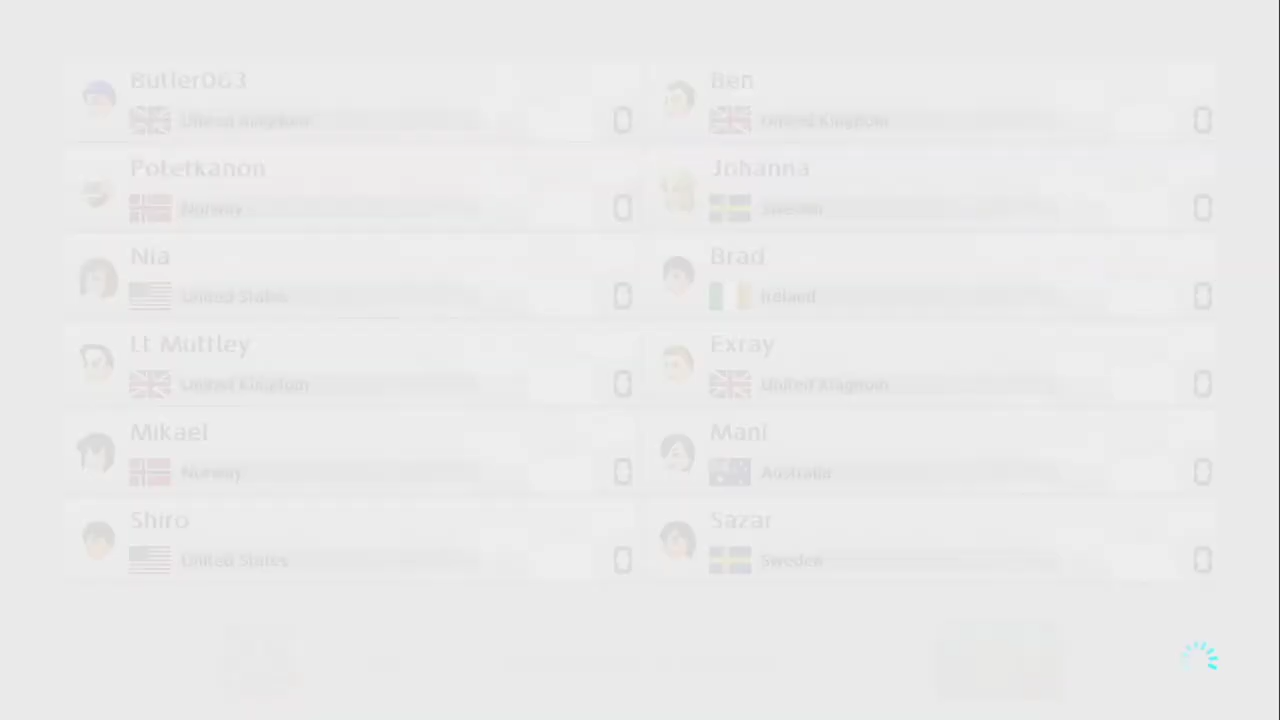 Butler063
United Kingdom
0
Ben
United Kingdom
0
Potetkanon
Norway
0
Johanna
Sweden
0
Nia
United States
0
Brad
Ireland
0
Lt Muttley
United Kingdom
0
Exray
United Kingdom
0
Mikael
Norway
0
Mani
Australia
0
Shiro
United States
0
Sazar
Sweden
0